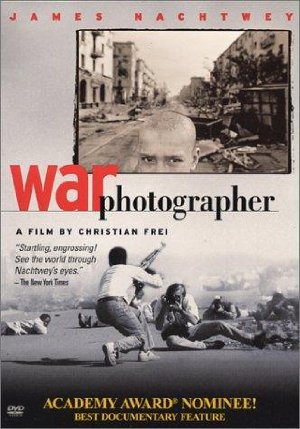 JAMES NACHTWEY
war
photographer
A FILM BY CHRISTIAN FREI
"Startling, engrossing!
See the world through
Nachtwey's eyes."
– The New York Times
ACADEMY AWARD® NOMINEE!
BEST DOCUMENTARY FEATURE
DVD